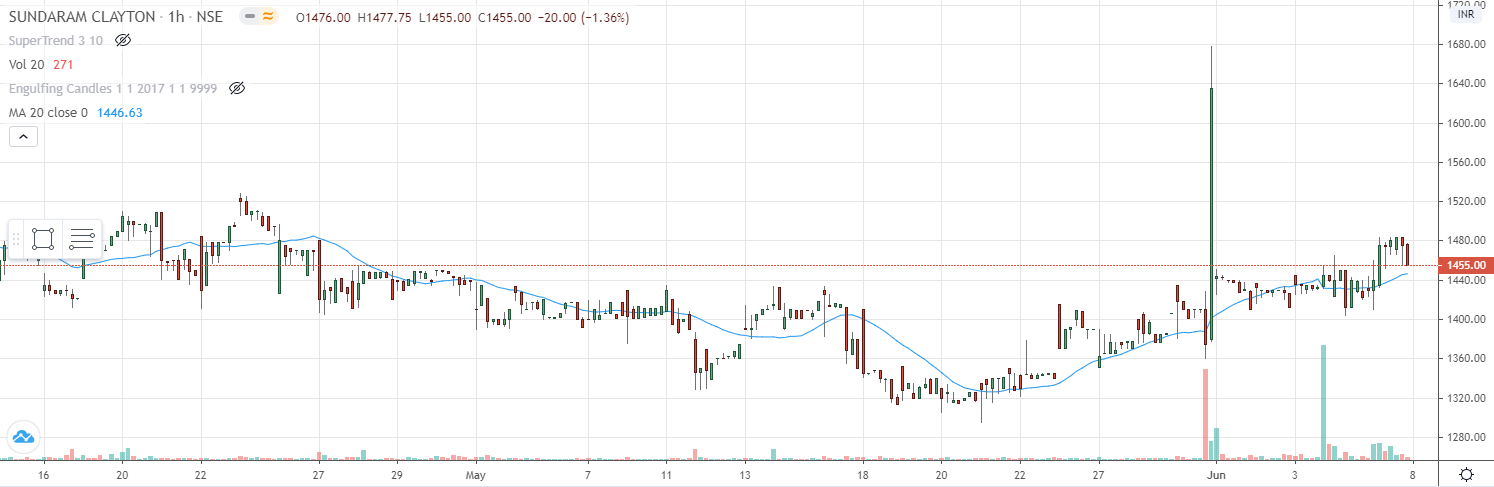 SUNDARAM CLAYTON · 1h · NSE O1476.00 H1477.75 L1455.00 C1455.00 −20.00 (−1.36%)
SuperTrend 3 10
Vol 20 271
Engulfing Candles 1 1 2017 1 1 9999
MA 20 close 0 1446.63
1720.00
INR
1680.00
1640.00
1600.00
1560.00
1520.00
1480.00
1455.00
1440.00
1400.00
1360.00
1320.00
1280.00
16 20 22 27 29 May 7 11 13 18 20 22 27 Jun 3 8